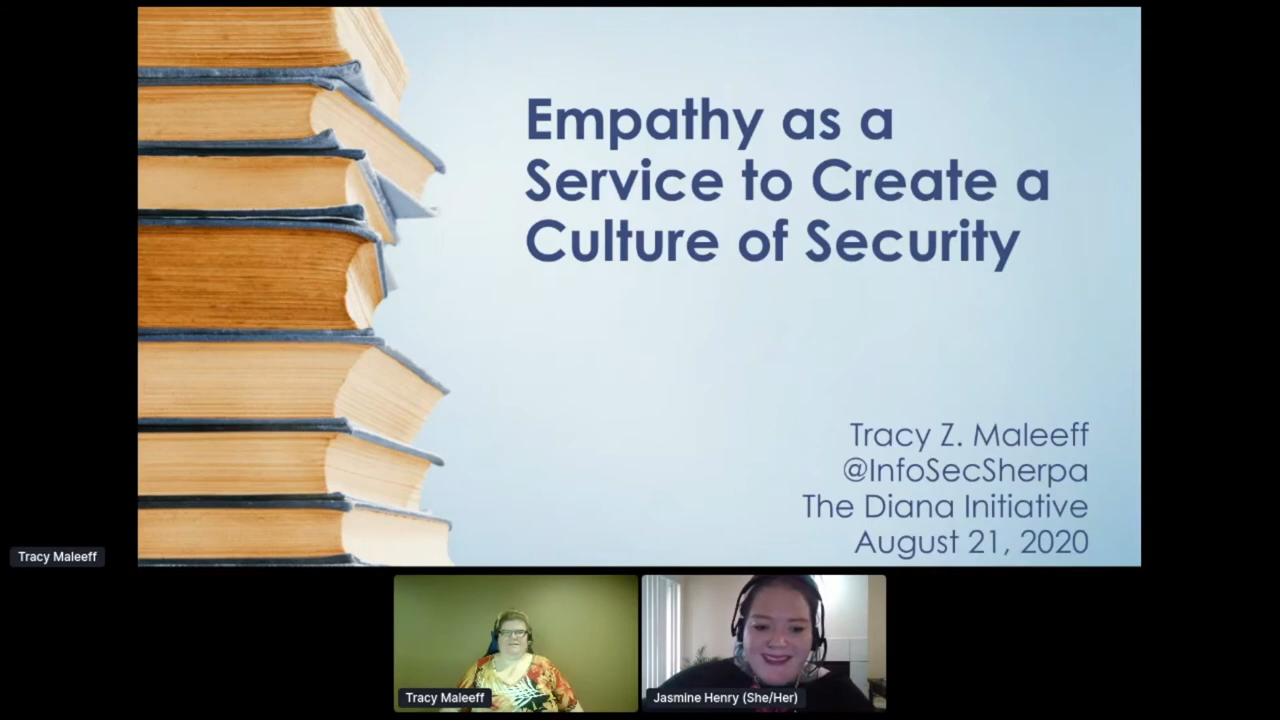 Empathy as a
Service to Create a
Culture of Security
Tracy Z. Maleeff
@InfoSecSherpa
The Diana Initiative
August 21, 2020
Tracy Maleeff
Tracy Maleeff
Jasmine Henry (She/Her)